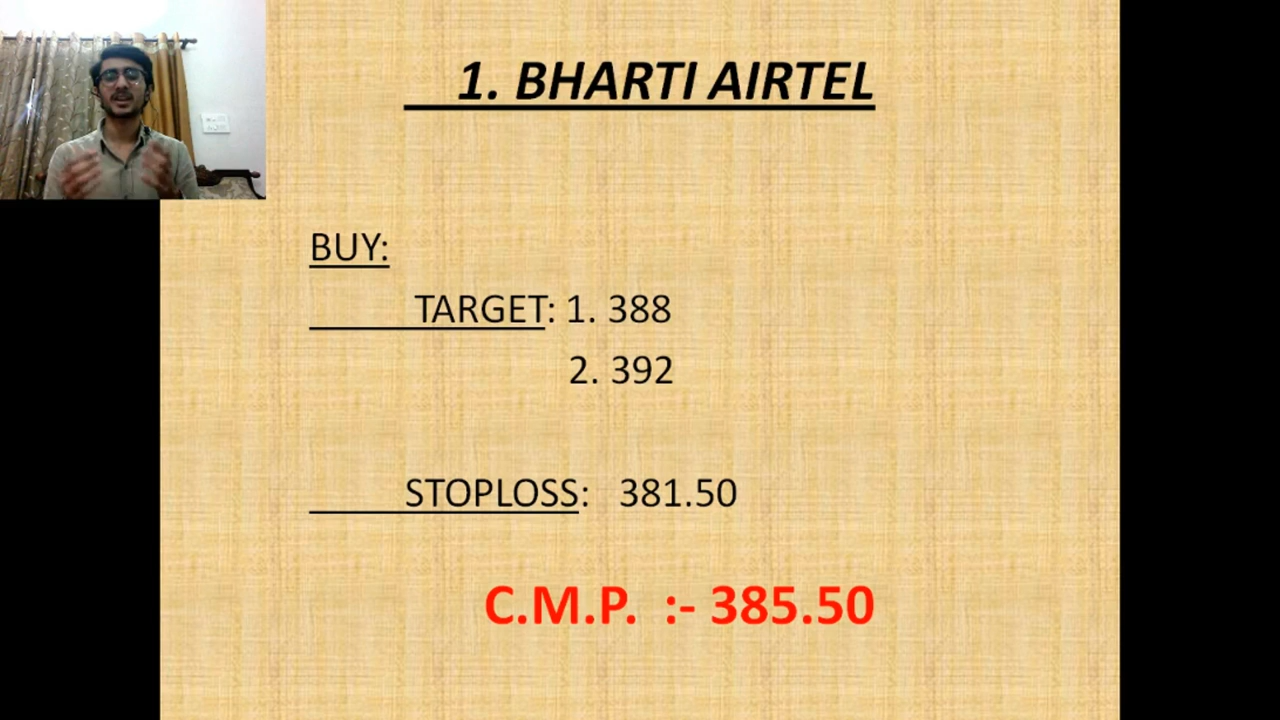 1. BHARTI AIRTEL
BUY:
TARGET: 1. 388
2. 392
STOPLOSS: 381.50
C.M.P. :- 385.50